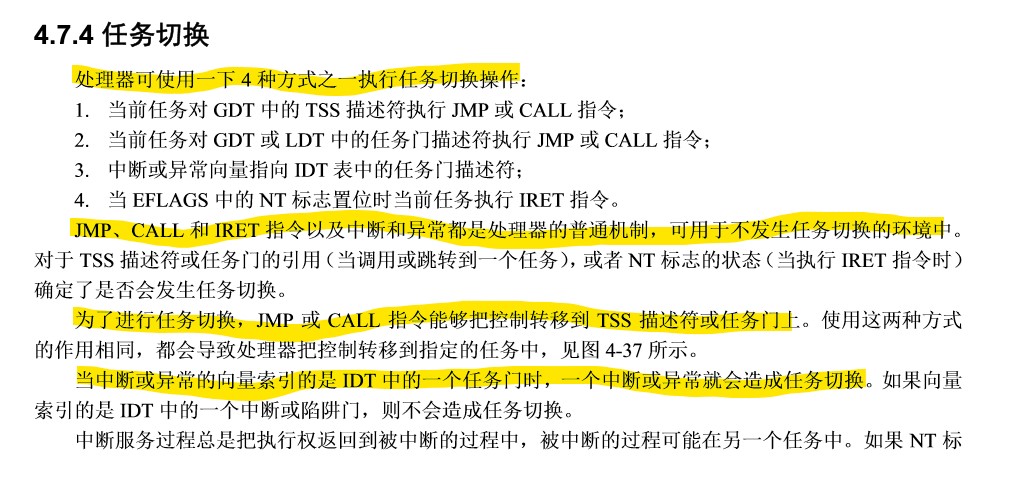 4.7.4 任务切换
处理器可使用一下 4 种方式之一执行任务切换操作：
1. 当前任务对 GDT 中的 TSS 描述符执行 JMP 或 CALL 指令；
2. 当前任务对 GDT 或 LDT 中的任务门描述符执行 JMP 或 CALL 指令；
3. 中断或异常向量指向 IDT 表中的任务门描述符；
4. 当 EFLAGS 中的 NT 标志置位时当前任务执行 IRET 指令。
JMP、CALL 和 IRET 指令以及中断和异常都是处理器的普通机制，可用于不发生任务切换的环境中。
对于 TSS 描述符或任务门的引用（当调用或跳转到一个任务），或者 NT 标志的状态（当执行 IRET 指令时）
确定了是否会发生任务切换。
为了进行任务切换，JMP 或 CALL 指令能够把控制转移到 TSS 描述符或任务门上。使用这两种方式
的作用相同，都会导致处理器把控制转移到指定的任务中，见图 4-37 所示。
当中断或异常的向量索引的是 IDT 中的一个任务门时，一个中断或异常就会造成任务切换。如果向量
索引的是 IDT 中的一个中断或陷阱门，则不会造成任务切换。
中断服务过程总是把执行权返回到被中断的过程中，被中断的过程可能在另一个任务中。如果 NT 标